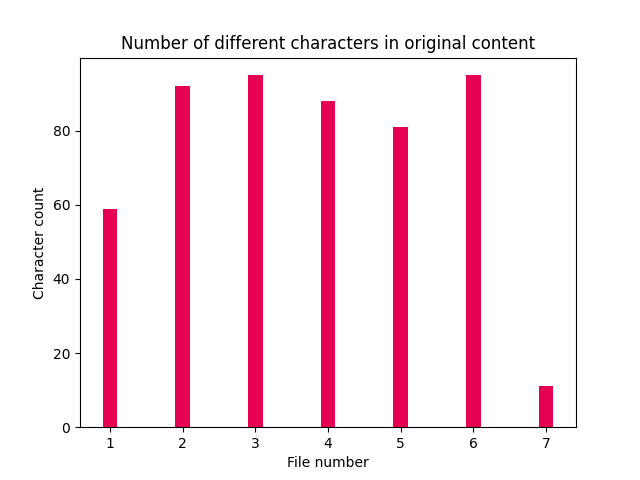 Number of different characters in original content
Character count
80
60
40
20
0
1 2 3 4 5 6 7
File number